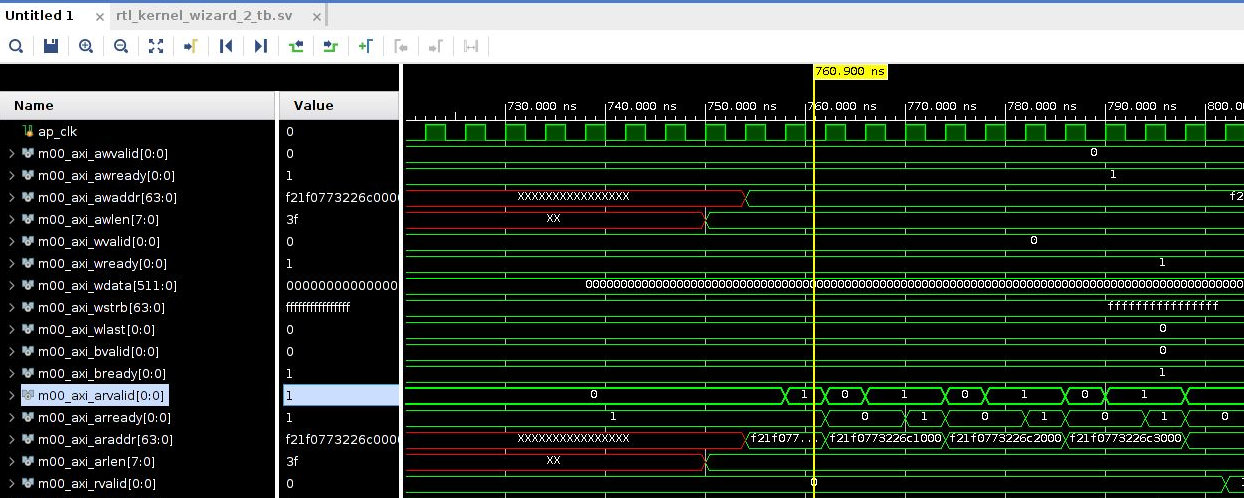 Untitled 1 × rtl_kernel_wizard_2_tb.sv ×
760.900 ns
Name Value 730.000 ns 740.000 ns 750.000 ns 760.000 ns 770.000 ns 780.000 ns 790.000 ns 800.
ap_clk 0
m00_axi_awvalid[0:0] 0 0
m00_axi_awready[0:0] 1 1
m00_axi_awaddr[63:0] f21f0773226c000 XXXXXXXXXXXXXXXX f2
m00_axi_awlen[7:0] 3f XX
m00_axi_wvalid[0:0] 0 0
m00_axi_wready[0:0] 1 1
m00_axi_wdata[511:0]
m00_axi_wstrb[63:0] ffffffffffffffff ffffffffffffffff
m00_axi_wlast[0:0] 0 0
m00_axi_bvalid[0:0] 0 0
m00_axi_bready[0:0] 1 1
m00_axi_arvalid[0:0] 1 0 1 0 1 0 1 0 1
m00_axi_arready[0:0] 1 1 0 1 0 1 0 1 0
m00_axi_araddr[63:0] f21f0773226c000 XXXXXXXXXXXXXXXX f21f077... f21f0773226c1000 f21f0773226c2000 f21f0773226c3000
m00_axi_arlen[7:0] 3f XX
m00_axi_rvalid[0:0] 0 0